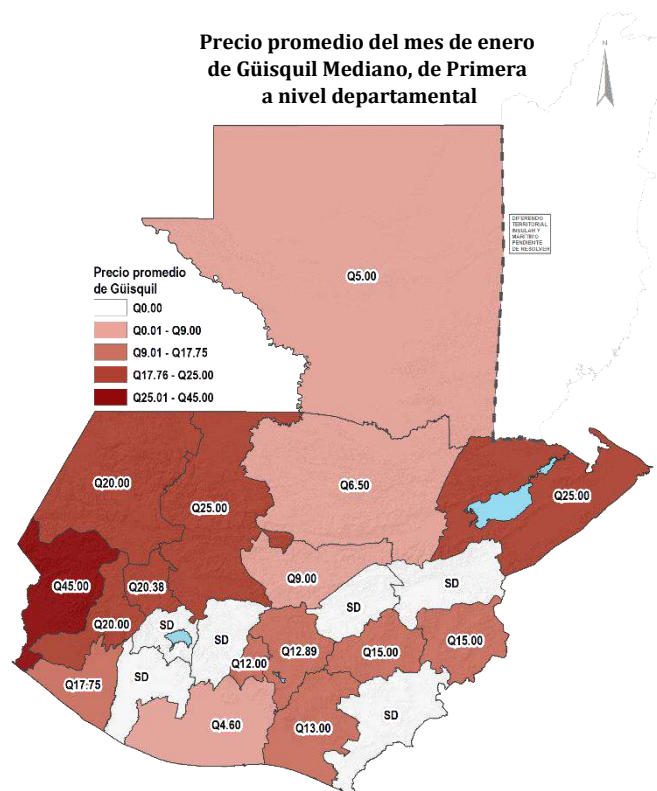 Precio promedio del mes de enero
de Güisquil Mediano, de Primera
a nivel departamental
N
DIFERENDO
TERRITORIAL
INSULAR Y
MARÍTIMO
PENDIENTE
DE RESOLVER
Q5.00
Precio promedio
de Güisquil
Q0.00
Q0.01 - Q9.00
Q9.01 - Q17.75
Q17.76 - Q25.00
Q25.01 - Q45.00
Q20.00
Q25.00
Q6.50
Q25.00
Q45.00
Q20.38
Q9.00
SD
SD
Q20.00
SD
SD
Q12.00
Q12.89
Q15.00
Q15.00
Q17.75
SD
Q4.60
Q13.00
SD